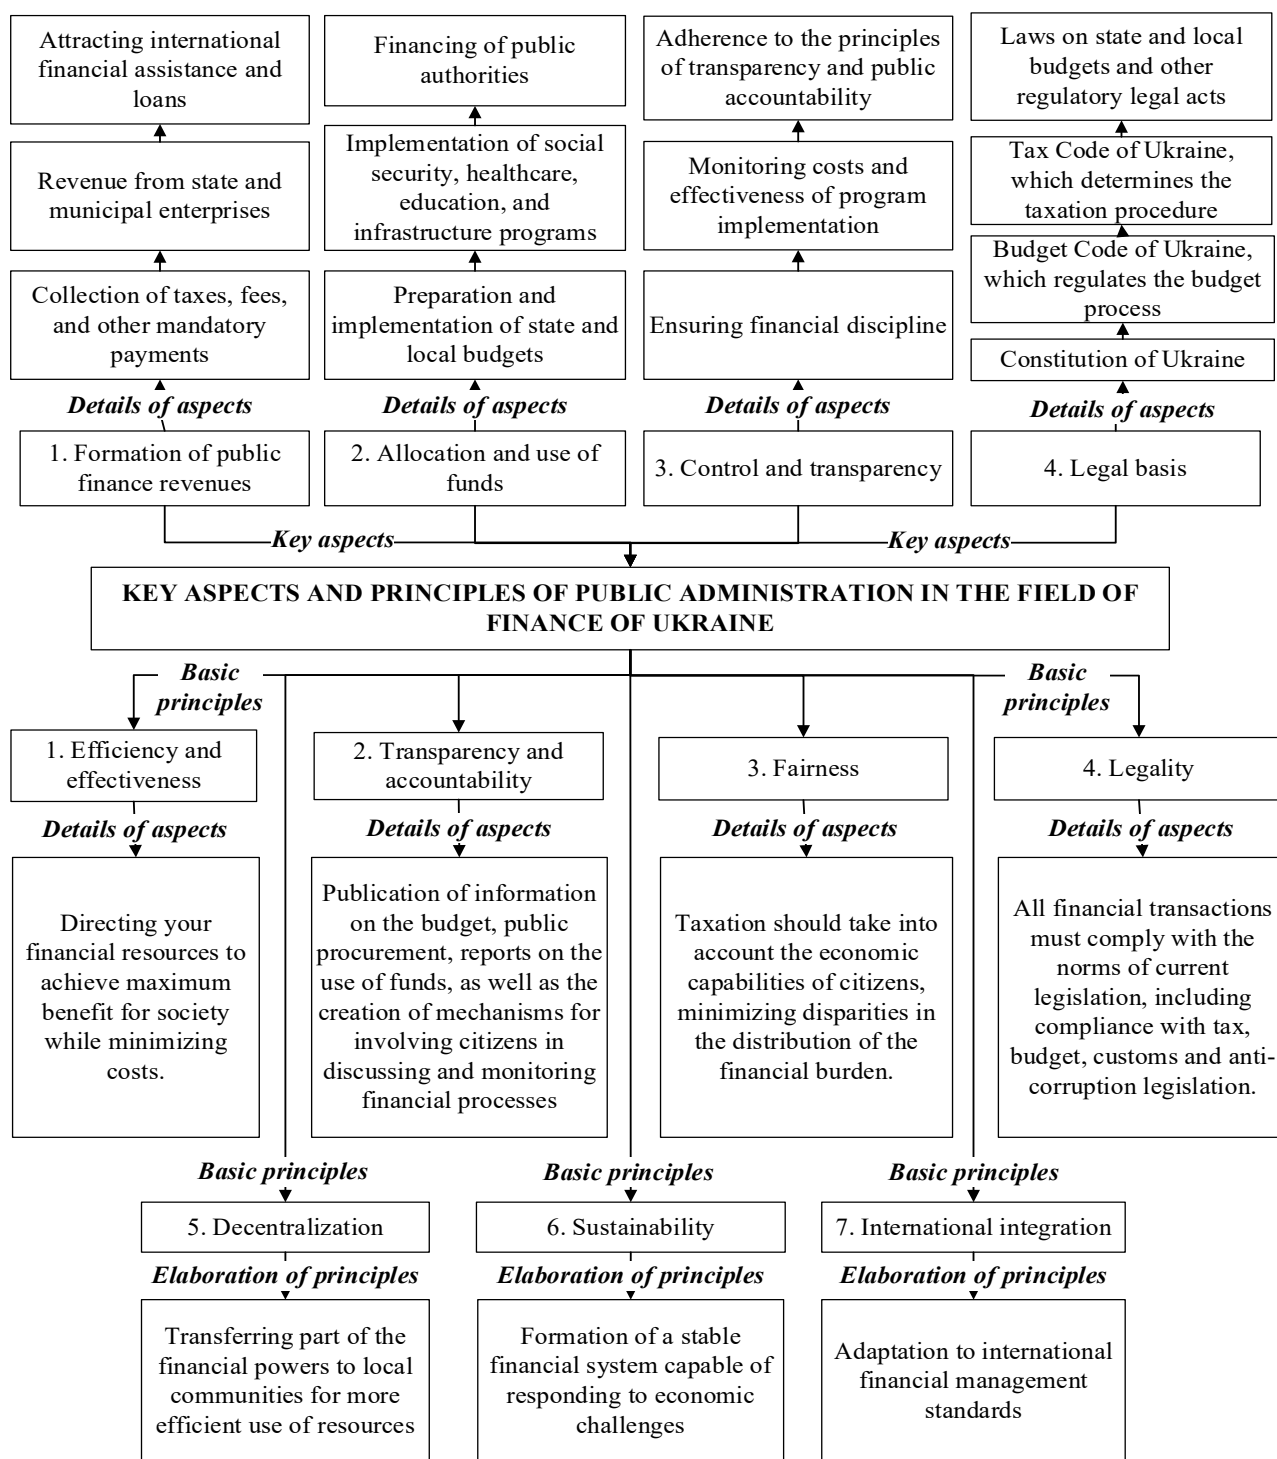 Attracting international
financial assistance and
loans
Financing of public
authorities
Adherence to the principles
of transparency and public
accountability
Laws on state and local
budgets and other
regulatory legal acts
Revenue from state and
municipal enterprises
Implementation of social
security, healthcare,
education, and
infrastructure programs
Monitoring costs and
effectiveness of program
implementation
Tax Code of Ukraine,
which determines the
taxation procedure
Budget Code of Ukraine,
which regulates the budget
process
Collection of taxes, fees,
and other mandatory
payments
Preparation and
implementation of state and
local budgets
Ensuring financial discipline
Constitution of Ukraine
Details of aspects
Details of aspects
Details of aspects
Details of aspects
1. Formation of public
finance revenues
2. Allocation and use of
funds
3. Control and transparency
4. Legal basis
Key aspects
Key aspects
KEY ASPECTS AND PRINCIPLES OF PUBLIC ADMINISTRATION IN THE FIELD OF
FINANCE OF UKRAINE
Basic
principles
Basic
principles
1. Efficiency and
effectiveness
2. Transparency and
accountability
3. Fairness
4. Legality
Details of aspects
Details of aspects
Details of aspects
Details of aspects
Directing your
financial resources to
achieve maximum
benefit for society
while minimizing
costs.
Publication of information
on the budget, public
procurement, reports on the
use of funds, as well as the
creation of mechanisms for
involving citizens in
discussing and monitoring
financial processes
Taxation should take into
account the economic
capabilities of citizens,
minimizing disparities in
the distribution of the
financial burden.
All financial transactions
must comply with the
norms of current
legislation, including
compliance with tax,
budget, customs and anti-
corruption legislation.
Basic principles
Basic principles
Basic principles
5. Decentralization
6. Sustainability
7. International integration
Elaboration of principles
Elaboration of principles
Elaboration of principles
Transferring part of the
financial powers to local
communities for more
efficient use of resources
Formation of a stable
financial system capable of
responding to economic
challenges
Adaptation to international
financial management
standards